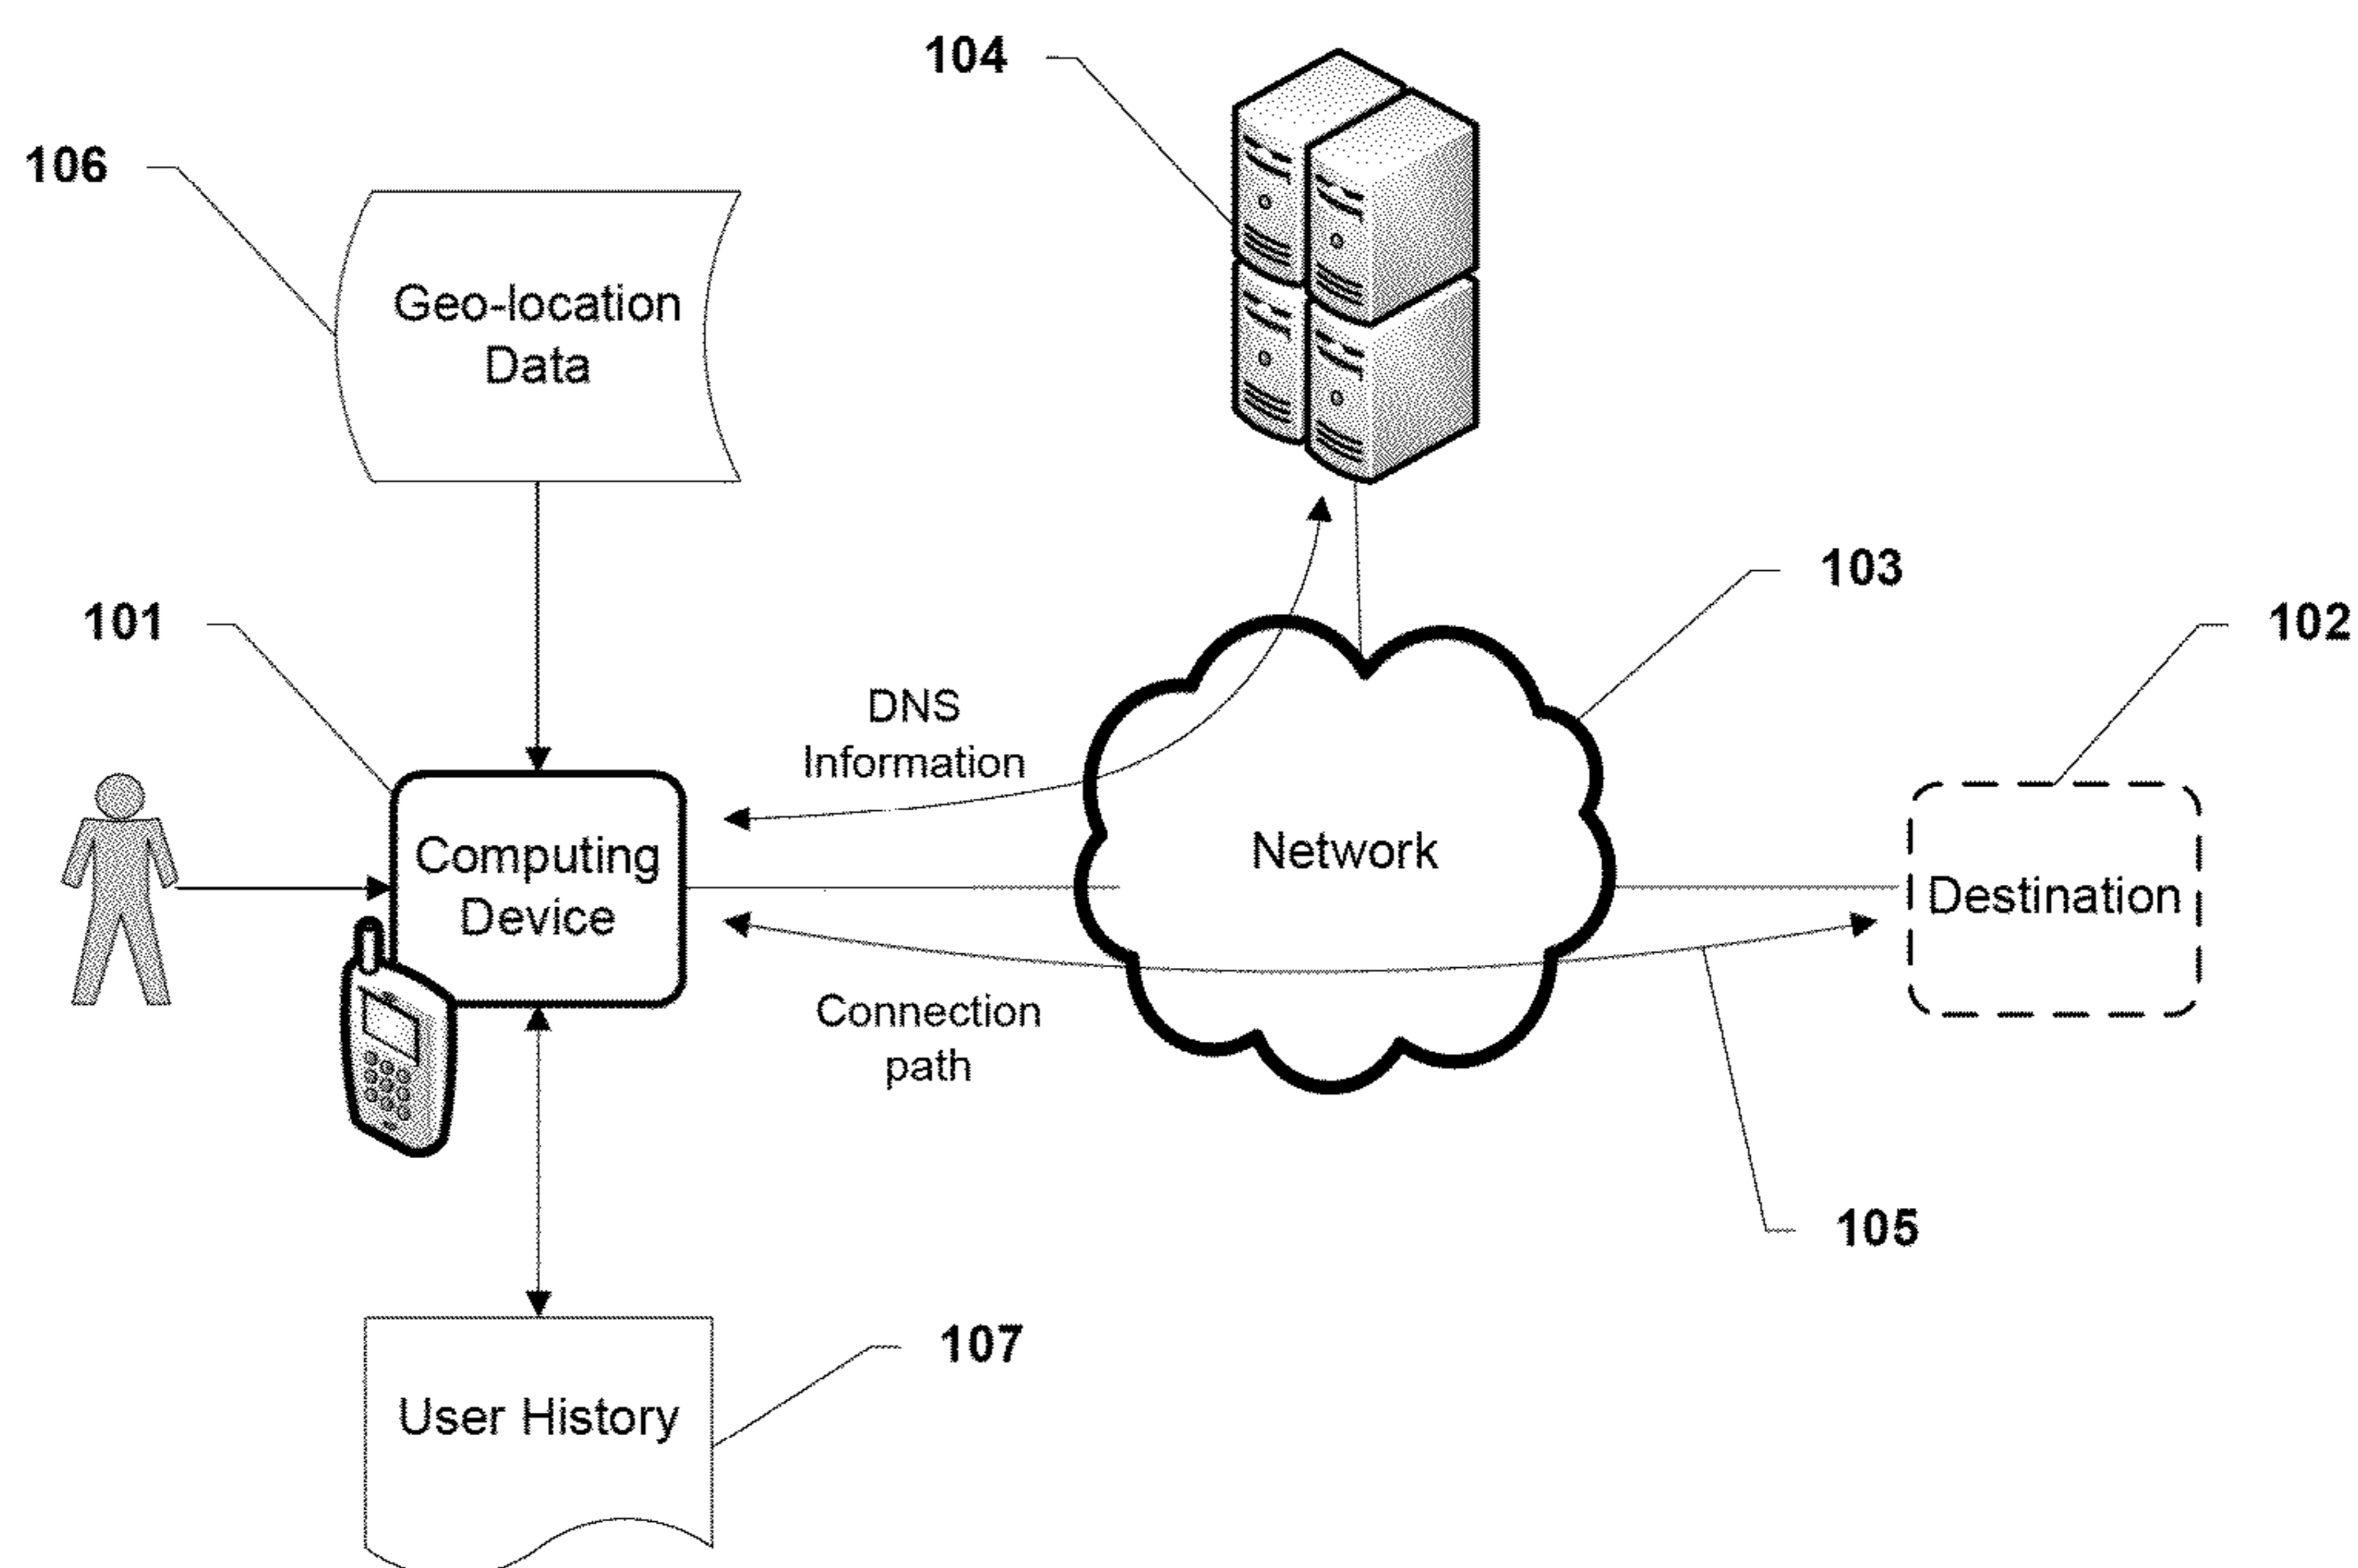 104
106
Geo-location
Data
103
102
101
DNS
Information
Computing
Device
Network
Destination
Connection
path
105
107
User History